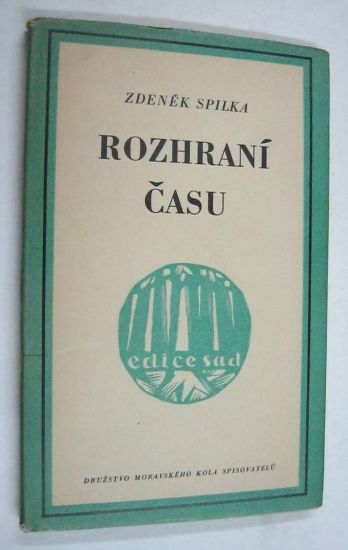 ZDENĚK SPILKA
ROZHRANÍ
ČASU
edice sad
DRUŽSTVO MORAVSKÉHO KOLA SPISOVATELŮ